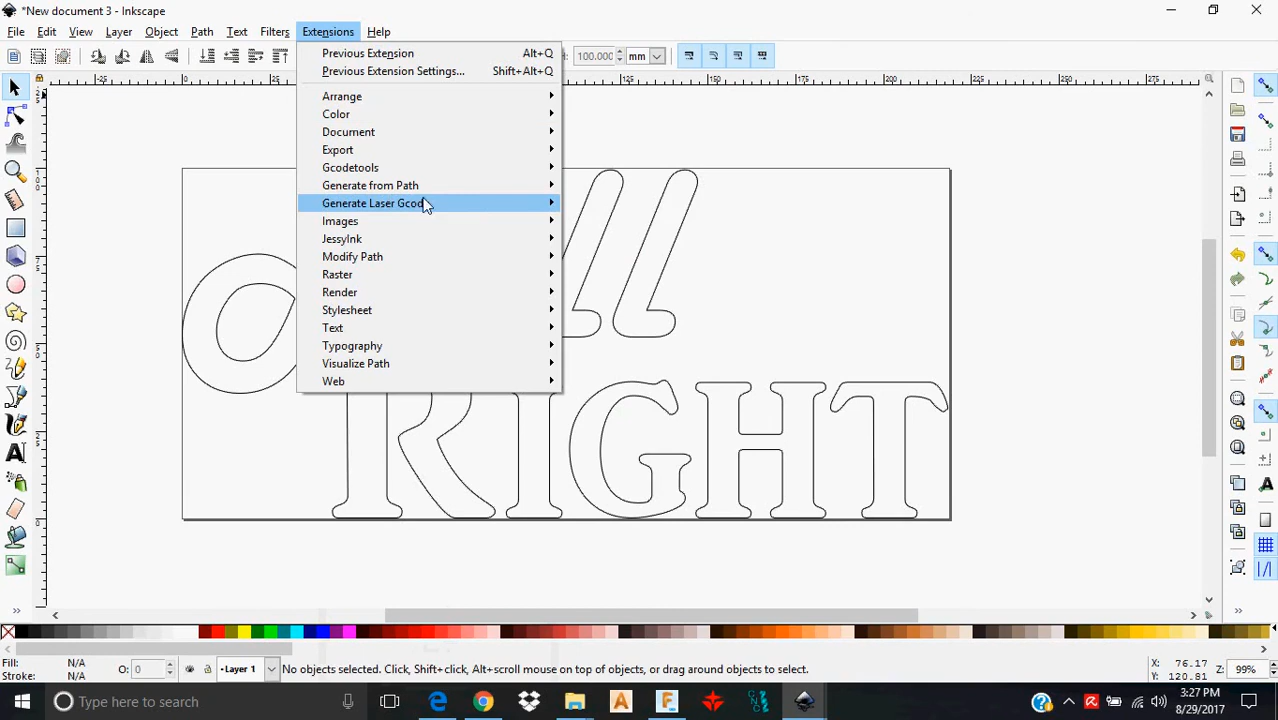 *New document 3 - Inkscape
File Edit View Layer Object Path Text Filters Extensions Help
Previous Extension Alt+Q
Previous Extension Settings... Shift+Alt+Q
Arrange
Color
Document
Export
Gcodetools
Generate from Path
Generate Laser Gcod
Images
JessyInk
Modify Path
Raster
Render
Stylesheet
Text
Typography
Visualize Path
Web
H: 100.000 mm
ll
RIGHT
Fill: N/A
Stroke: N/A
O: 0
Layer 1
No objects selected. Click, Shift+click, Alt+scroll mouse on top of objects, or drag around objects to select.
X: 76.17
Y: 120.81
Z: 99%
Type here to search
3:27 PM
8/29/2017